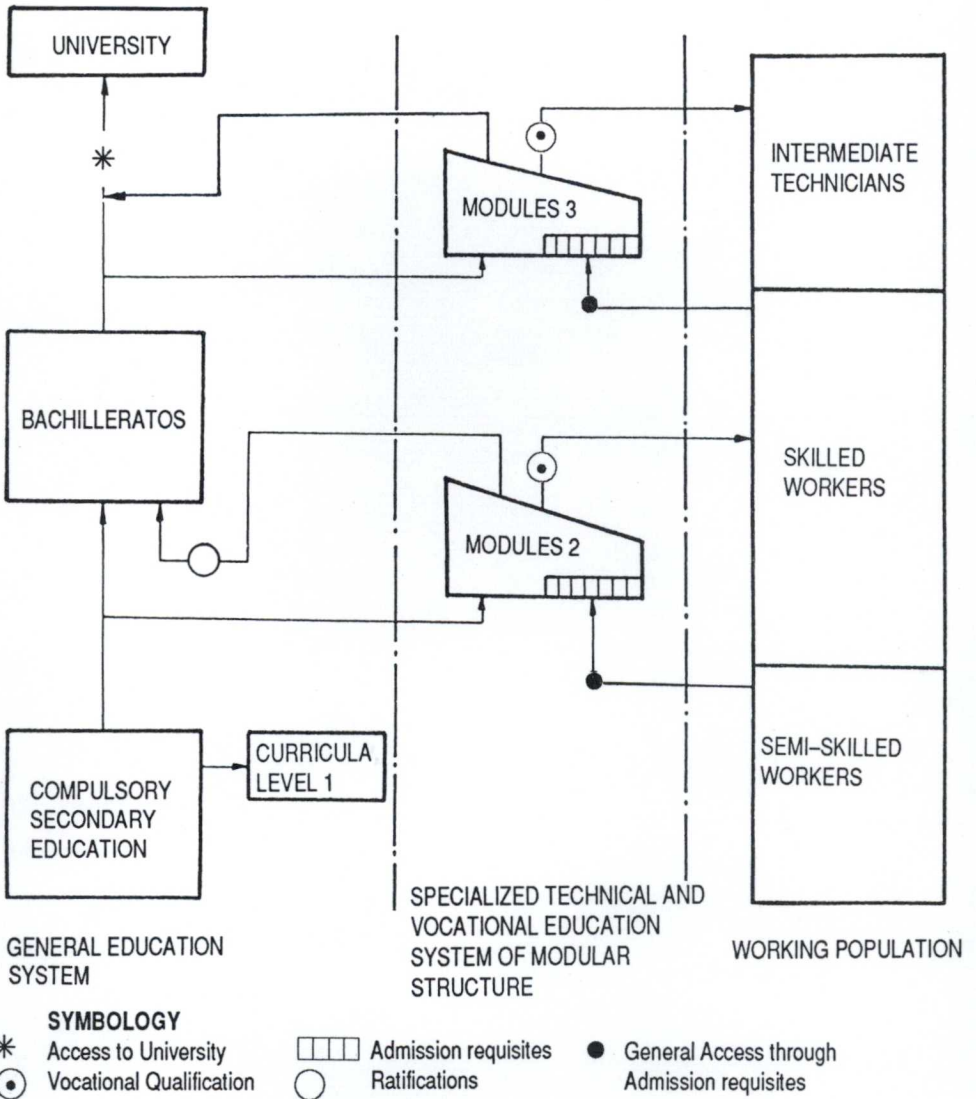 UNIVERSITY
INTERMEDIATE
TECHNICIANS
MODULES 3
BACHILLERATOS
SKILLED
WORKERS
MODULES 2
SEMI-SKILLED
WORKERS
CURRICULA
LEVEL 1
COMPULSORY
SECONDARY
EDUCATION
GENERAL EDUCATION
SYSTEM
SPECIALIZED TECHNICAL AND
VOCATIONAL EDUCATION
SYSTEM OF MODULAR
STRUCTURE
WORKING POPULATION
SYMBOLOGY
Access to University
Vocational Qualification
Admission requisites
Ratifications
General Access through
Admission requisites